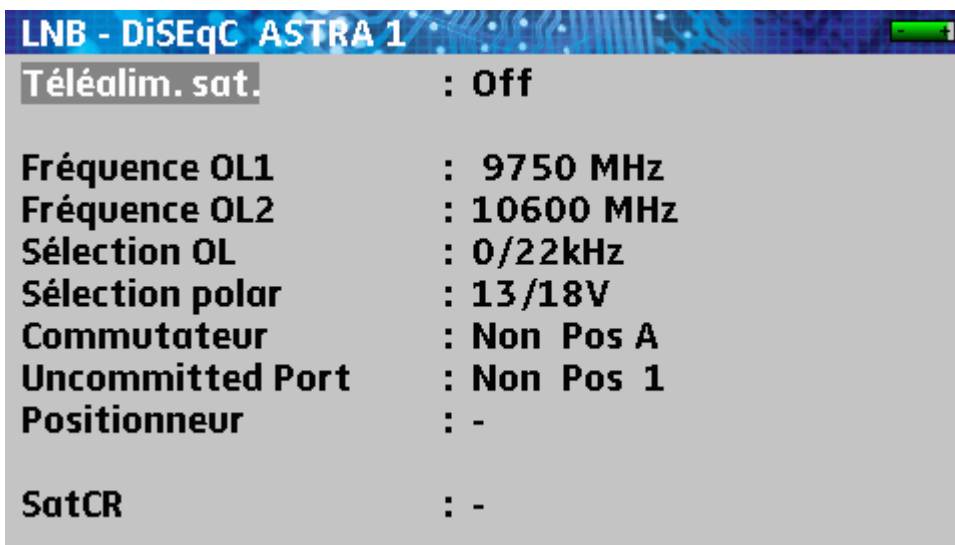 LNB - DiSEqC ASTRA 1
Téléalim. sat. : Off
Fréquence OL1 : 9750 MHz
Fréquence OL2 : 10600 MHz
Sélection OL : 0/22kHz
Sélection polar : 13/18V
Commutateur : Non Pos A
Uncommitted Port : Non Pos 1
Positionneur : -
SatCR : -